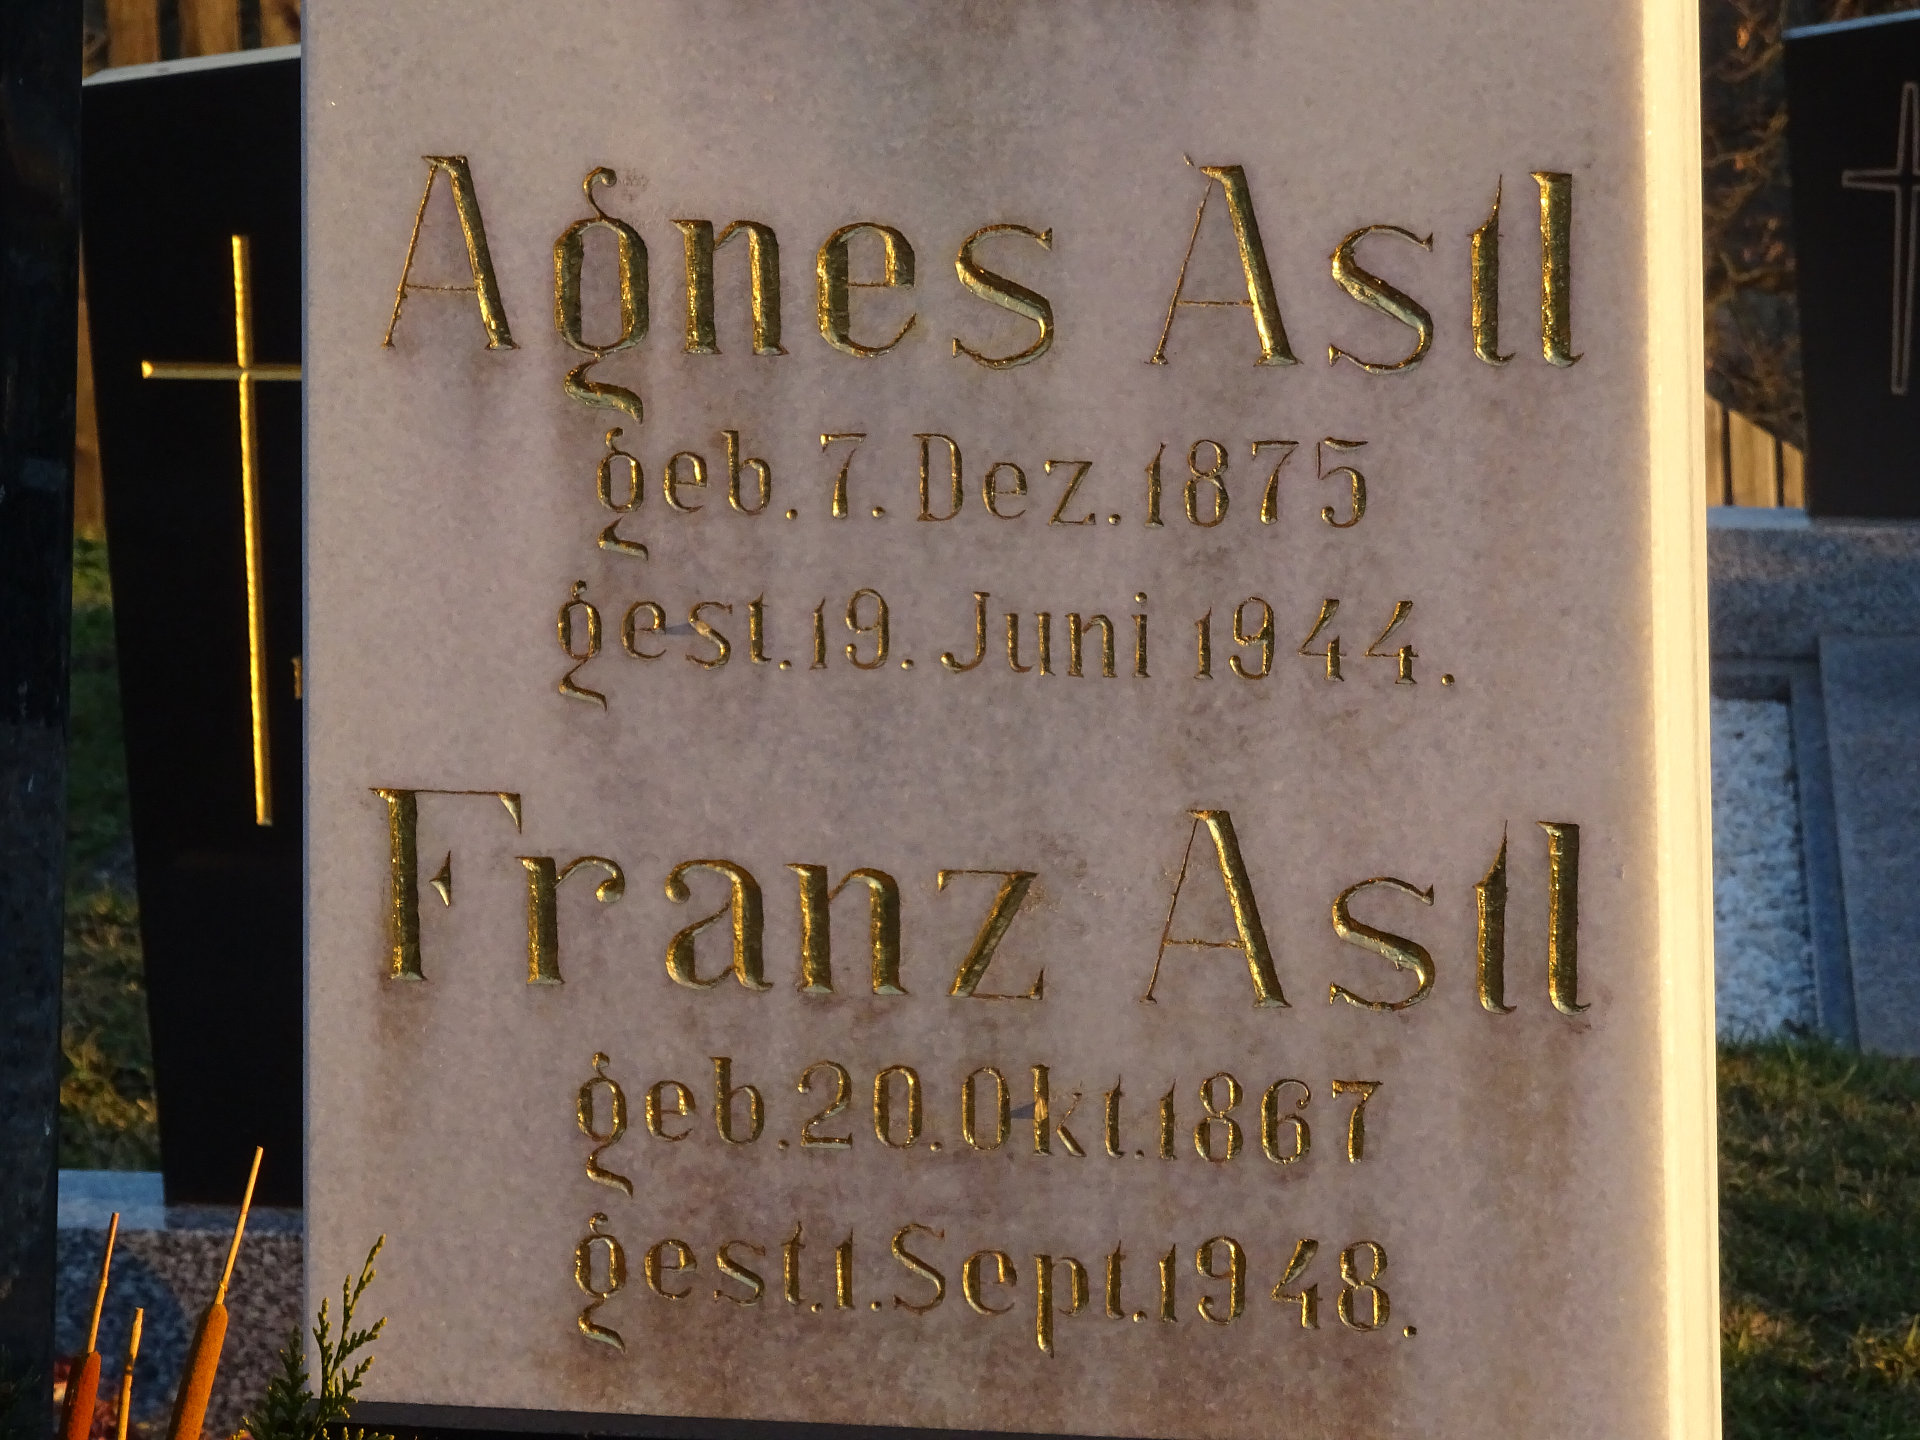 Agnes Astl
geb. 7. Dez. 1875
gest. 19. Juni 1944.
Franz Astl
geb. 20. Okt. 1867
gest. 1. Sept. 1948.